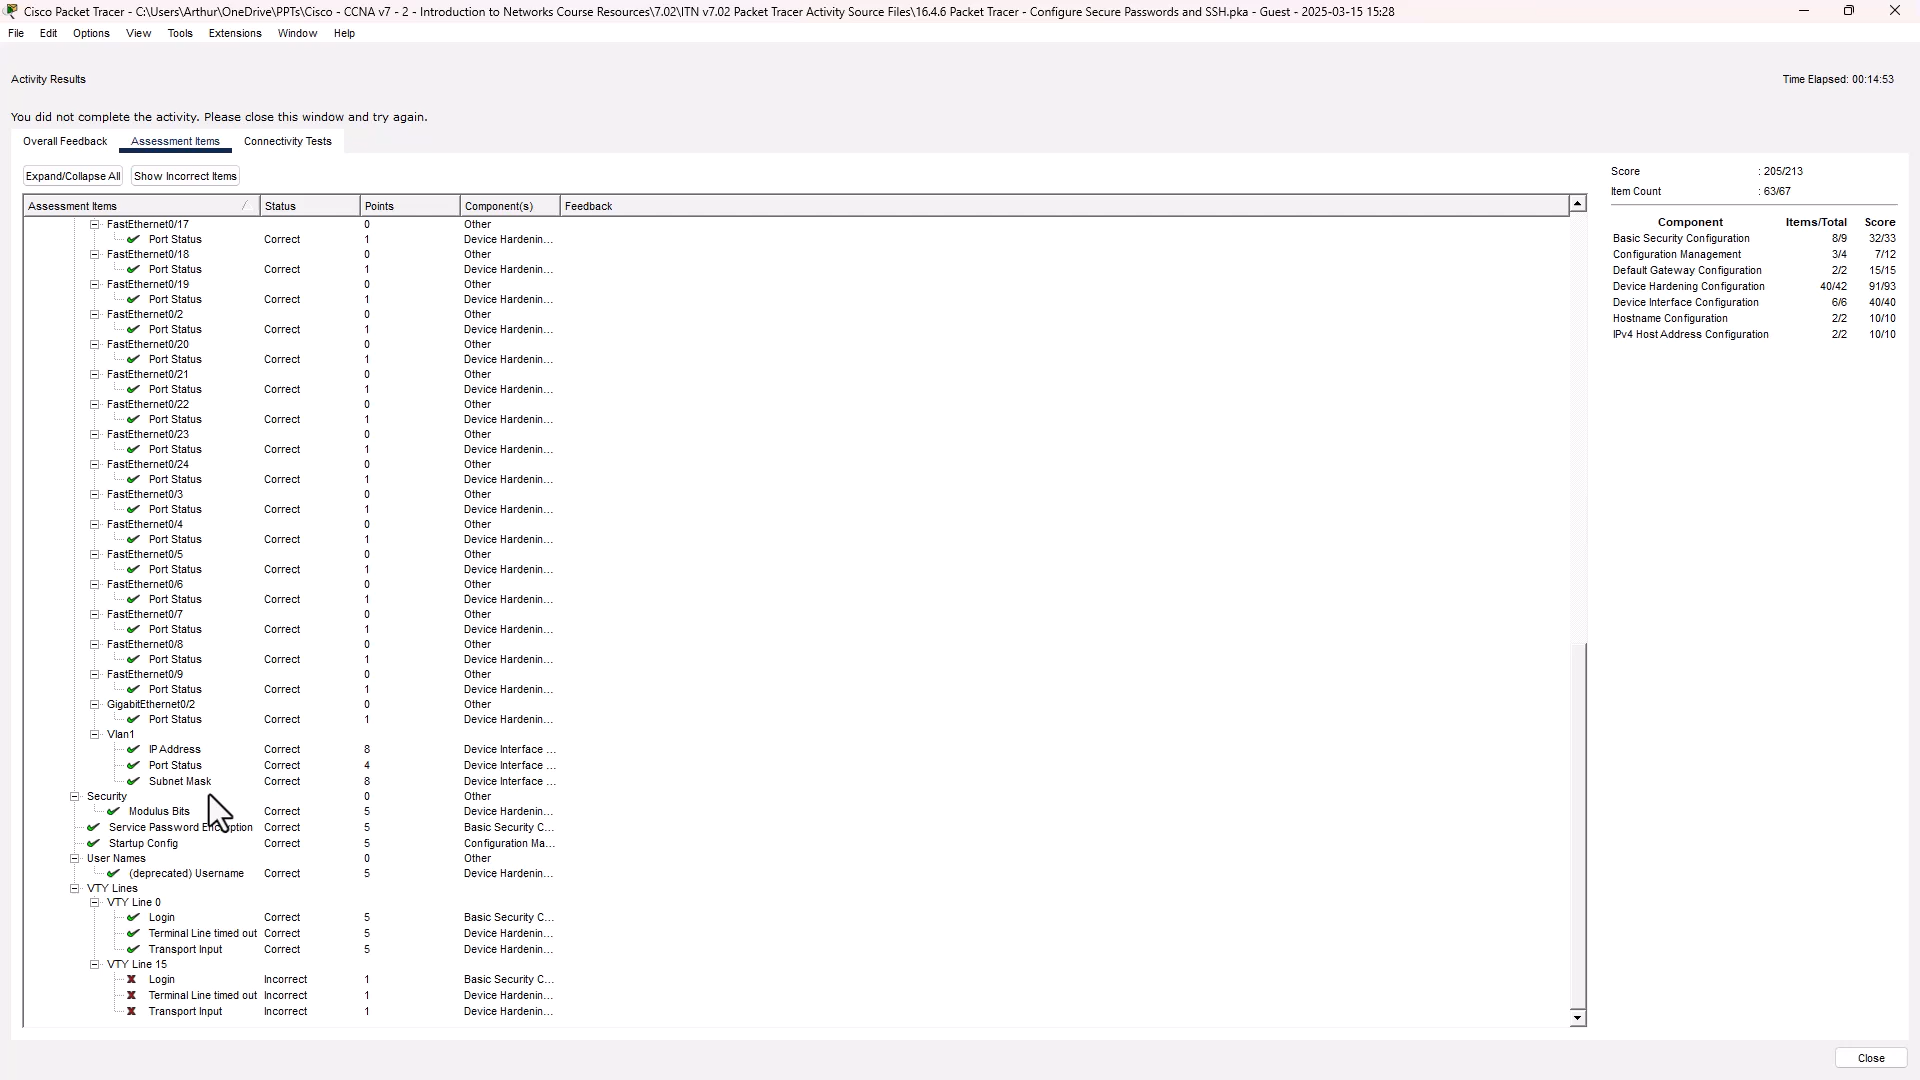 Cisco Packet Tracer - C:\Users\Arthur\OneDrive\PPTs\Cisco - CCNA v7 - 2 - Introduction to Networks Course Resources\7.02\ITN v7.02 Packet Tracer Activity Source Files\16.4.6 Packet Tracer - Configure Secure Passwords and SSH.pka - Guest - 2025-03-15 15:28
File Edit Options View Tools Extensions Window Help
Activity Results Time Elapsed: 00:14:53
You did not complete the activity. Please close this window and try again.
Overall Feedback Assessment Items Connectivity Tests
Expand/Collapse All Show Incorrect Items
Assessment Items Status Points Component(s) Feedback
FastEthernet0/17 0 Other
Port Status Correct 1 Device Hardenin...
FastEthernet0/18 0 Other
Port Status Correct 1 Device Hardenin...
FastEthernet0/19 0 Other
Port Status Correct 1 Device Hardenin...
FastEthernet0/2 0 Other
Port Status Correct 1 Device Hardenin...
FastEthernet0/20 0 Other
Port Status Correct 1 Device Hardenin...
FastEthernet0/21 0 Other
Port Status Correct 1 Device Hardenin...
FastEthernet0/22 0 Other
Port Status Correct 1 Device Hardenin...
FastEthernet0/23 0 Other
Port Status Correct 1 Device Hardenin...
FastEthernet0/24 0 Other
Port Status Correct 1 Device Hardenin...
FastEthernet0/3 0 Other
Port Status Correct 1 Device Hardenin...
FastEthernet0/4 0 Other
Port Status Correct 1 Device Hardenin...
FastEthernet0/5 0 Other
Port Status Correct 1 Device Hardenin...
FastEthernet0/6 0 Other
Port Status Correct 1 Device Hardenin...
FastEthernet0/7 0 Other
Port Status Correct 1 Device Hardenin...
FastEthernet0/8 0 Other
Port Status Correct 1 Device Hardenin...
FastEthernet0/9 0 Other
Port Status Correct 1 Device Hardenin...
GigabitEthernet0/2 0 Other
Port Status Correct 1 Device Hardenin...
Vlan1
IP Address Correct 8 Device Interface ...
Port Status Correct 4 Device Interface ...
Subnet Mask Correct 8 Device Interface ...
Security 0 Other
Modulus Bits Correct 5 Device Hardenin...
Service Password Encryption Correct 5 Basic Security C...
Startup Config Correct 5 Configuration Ma...
User Names 0 Other
(deprecated) Username Correct 5 Device Hardenin...
VTY Lines
VTY Line 0
Login Correct 5 Basic Security C...
Terminal Line timed out Correct 5 Device Hardenin...
Transport Input Correct 5 Device Hardenin...
VTY Line 15
Login Incorrect 1 Basic Security C...
Terminal Line timed out Incorrect 1 Device Hardenin...
Transport Input Incorrect 1 Device Hardenin...
Score : 205/213
Item Count : 63/67
Component Items/Total Score
Basic Security Configuration 8/9 32/33
Configuration Management 3/4 7/12
Default Gateway Configuration 2/2 15/15
Device Hardening Configuration 40/42 91/93
Device Interface Configuration 6/6 40/40
Hostname Configuration 2/2 10/10
IPv4 Host Address Configuration 2/2 10/10
Close